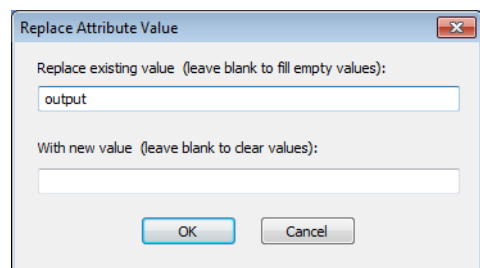 Replace Attribute Value
Replace existing value (leave blank to fill empty values):
output
With new value (leave blank to clear values):
OK
Cancel